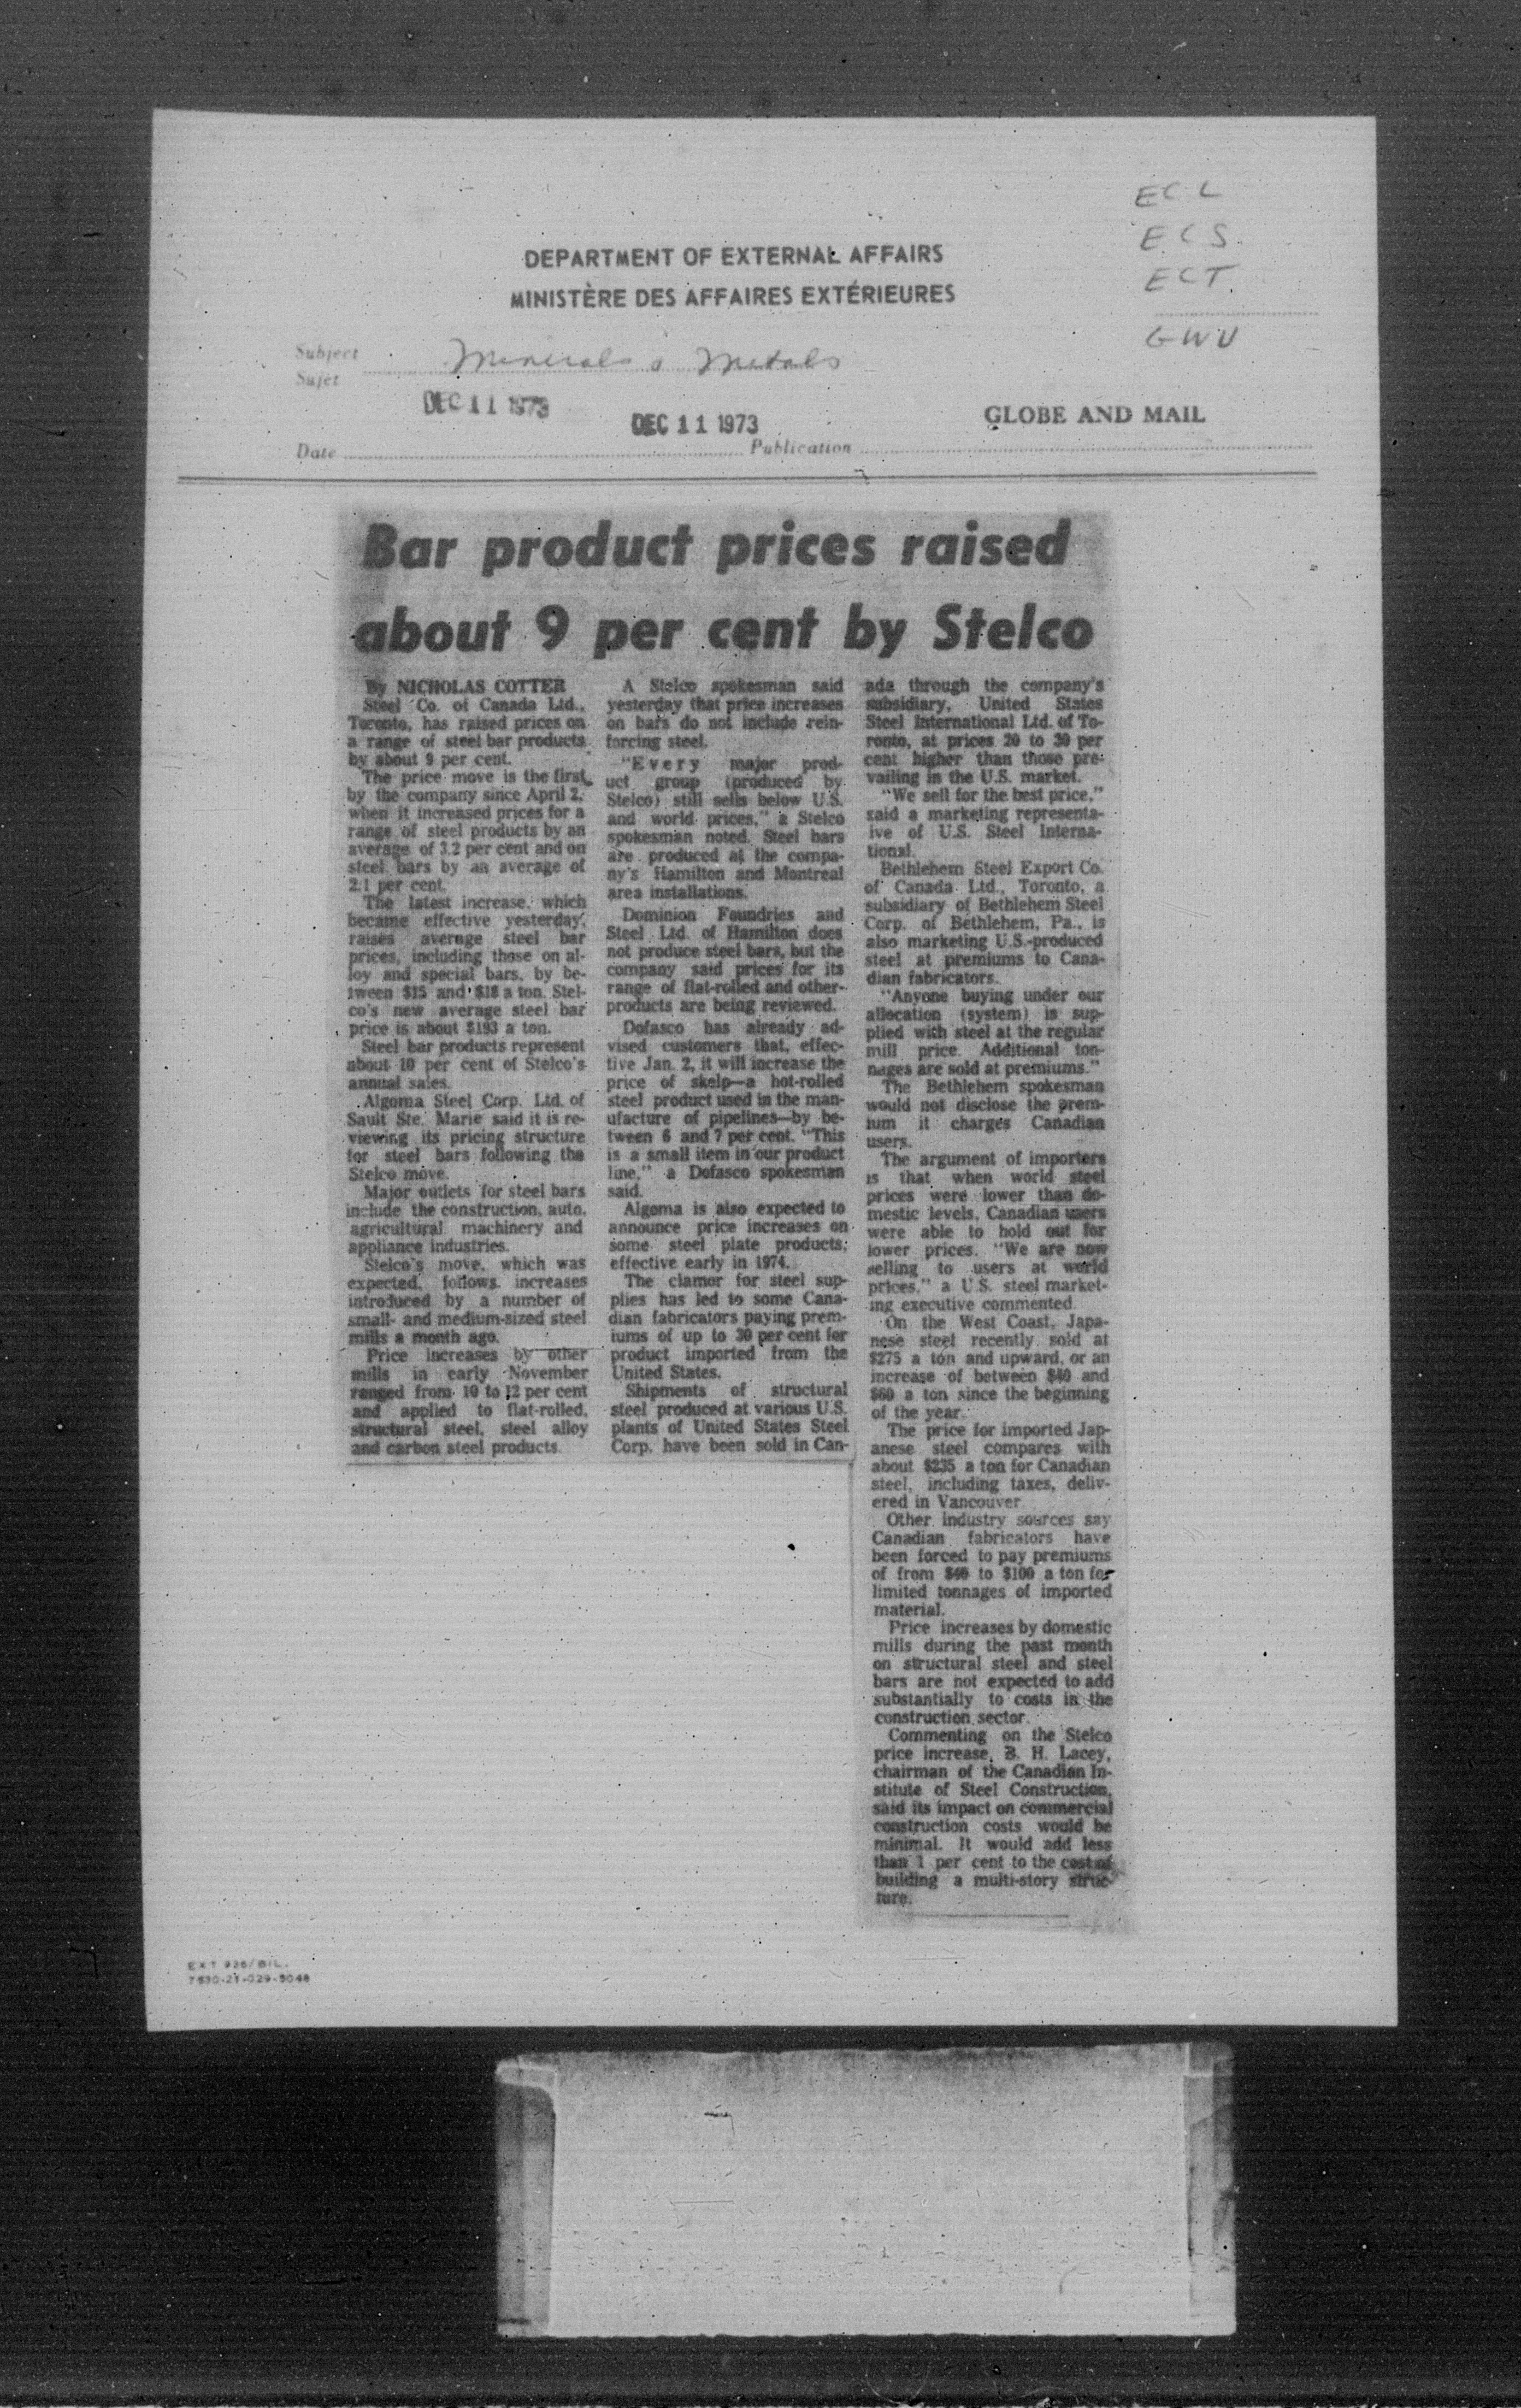 EC L
ECS
ECT
GWU
DEPARTMENT OF EXTERNAL AFFAIRS
MINISTÈRE DES AFFAIRES EXTÉRIEURES
Subject
Sujet
Minerals & Metals
DEC 11 1973
DEC 11 1973
GLOBE AND MAIL
Date
Publication
Bar product prices raised
about 9 per cent by Stelco
By NICHOLAS COTTER
Steel Co. of Canada Ltd.,
Toronto, has raised prices on
a range of steel bar products
by about 9 per cent.
The price move is the first
by the company since April 2,
when it increased prices for a
range of steel products by an
average of 3.2 per cent and on
steel bars by an average of
2.1 per cent.
The latest increase, which
became effective yesterday,
raises average steel bar
prices, including those on al-
loy and special bars, by be-
tween $15 and $18 a ton. Stel-
co's new average steel bar
price is about $193 a ton.
Steel bar products represent
about 10 per cent of Stelco's
annual sales.
Algoma Steel Corp. Ltd. of
Sault Ste. Marie said it is re-
viewing its pricing structure
for steel bars following the
Stelco move.
Major outlets for steel bars
include the construction, auto,
agricultural machinery and
appliance industries.
Stelco's move, which was
expected, follows increases
introduced by a number of
small- and medium-sized steel
mills a month ago.
Price increases by other
mills in early November
ranged from 10 to 12 per cent
and applied to flat-rolled,
structural steel, steel alloy
and carbon steel products.
A Stelco spokesman said
yesterday that price increases
on bars do not include rein-
forcing steel.
"Every major prod-
uct group (produced by
Stelco) still sells below U.S.
and world prices," a Stelco
spokesman noted. Steel bars
are produced at the compa-
ny's Hamilton and Montreal
area installations.
Dominion Foundries and
Steel Ltd. of Hamilton does
not produce steel bars, but the
company said prices for its
range of flat-rolled and other
products are being reviewed.
Dofasco has already ad-
vised customers that, effec-
tive Jan. 2, it will increase the
price of skelp—a hot-rolled
steel product used in the man-
ufacture of pipelines—by be-
tween 6 and 7 per cent. "This
is a small item in our product
line," a Dofasco spokesman
said.
Algoma is also expected to
announce price increases on
some steel plate products,
effective early in 1974.
The clamor for steel sup-
plies has led to some Cana-
dian fabricators paying prem-
iums of up to 30 per cent for
product imported from the
United States.
Shipments of structural
steel produced at various U.S.
plants of United States Steel
Corp. have been sold in Can-
ada through the company's
subsidiary, United States
Steel International Ltd. of To-
ronto, at prices 20 to 30 per
cent higher than those pre-
vailing in the U.S. market.
"We sell for the best price,"
said a marketing representa-
ive of U.S. Steel Interna-
tional.
Bethlehem Steel Export Co.
of Canada Ltd., Toronto, a
subsidiary of Bethlehem Steel
Corp. of Bethlehem, Pa., is
also marketing U.S.-produced
steel at premiums to Cana-
dian fabricators.
"Anyone buying under our
allocation (system) is sup-
plied with steel at the regular
mill price. Additional ton-
nages are sold at premiums."
The Bethlehem spokesman
would not disclose the prem-
ium it charges Canadian
users.
The argument of importers
is that when world steel
prices were lower than do-
mestic levels, Canadian users
were able to hold out for
lower prices. "We are now
selling to users at world
prices," a U.S. steel market-
ing executive commented.
On the West Coast, Japa-
nese steel recently sold at
$275 a ton and upward, or an
increase of between $40 and
$60 a ton since the beginning
of the year.
The price for imported Jap-
anese steel compares with
about $235 a ton for Canadian
steel, including taxes, deliv-
ered in Vancouver.
Other industry sources say
Canadian fabricators have
been forced to pay premiums
of from $40 to $100 a ton for
limited tonnages of imported
material.
Price increases by domestic
mills during the past month
on structural steel and steel
bars are not expected to add
substantially to costs in the
construction sector.
Commenting on the Stelco
price increase, B. H. Lacey,
chairman of the Canadian In-
stitute of Steel Construction,
said its impact on commercial
construction costs would be
minimal. It would add less
than 1 per cent to the cost of
building a multi-story struc-
ture.
EXT 936/BIL.
7530-21-029-5048